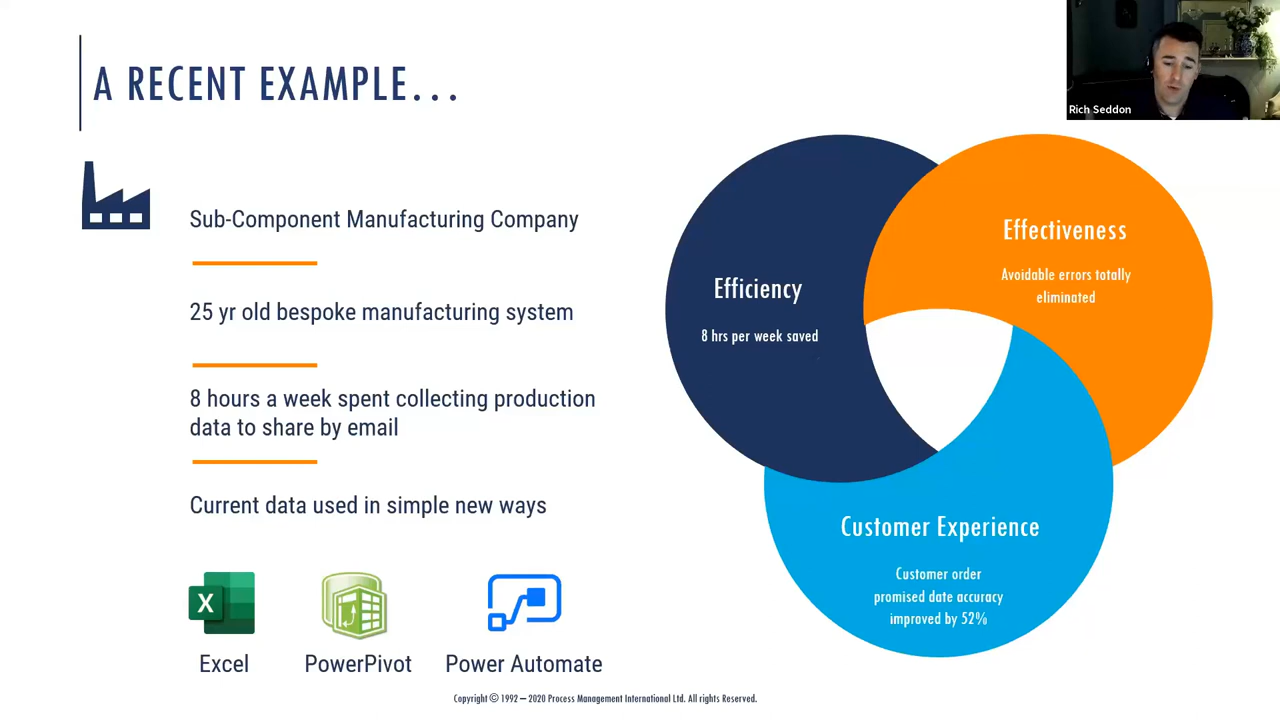 A RECENT EXAMPLE...
Rich Seddon
Sub-Component Manufacturing Company
25 yr old bespoke manufacturing system
8 hours a week spent collecting production
data to share by email
Current data used in simple new ways
X
Excel
PowerPivot
Power Automate
Efficiency
8 hrs per week saved
Effectiveness
Avoidable errors totally
eliminated
Customer Experience
Customer order
promised date accuracy
improved by 52%
Copyright © 1992 – 2020 Process Management International Ltd. All rights Reserved.